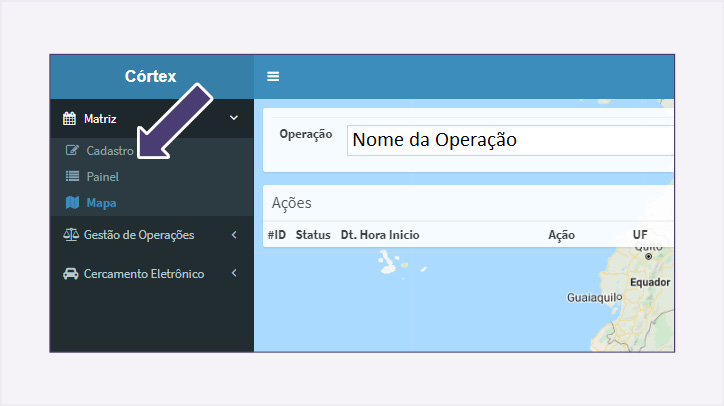 Córtex
Matriz
Cadastro
Painel
Mapa
Gestão de Operações
Cercamento Eletrônico
Operação
Nome da Operação
Ações
#ID Status Dt. Hora Inicio Ação UF
Quito
Equador
Guaiaquil